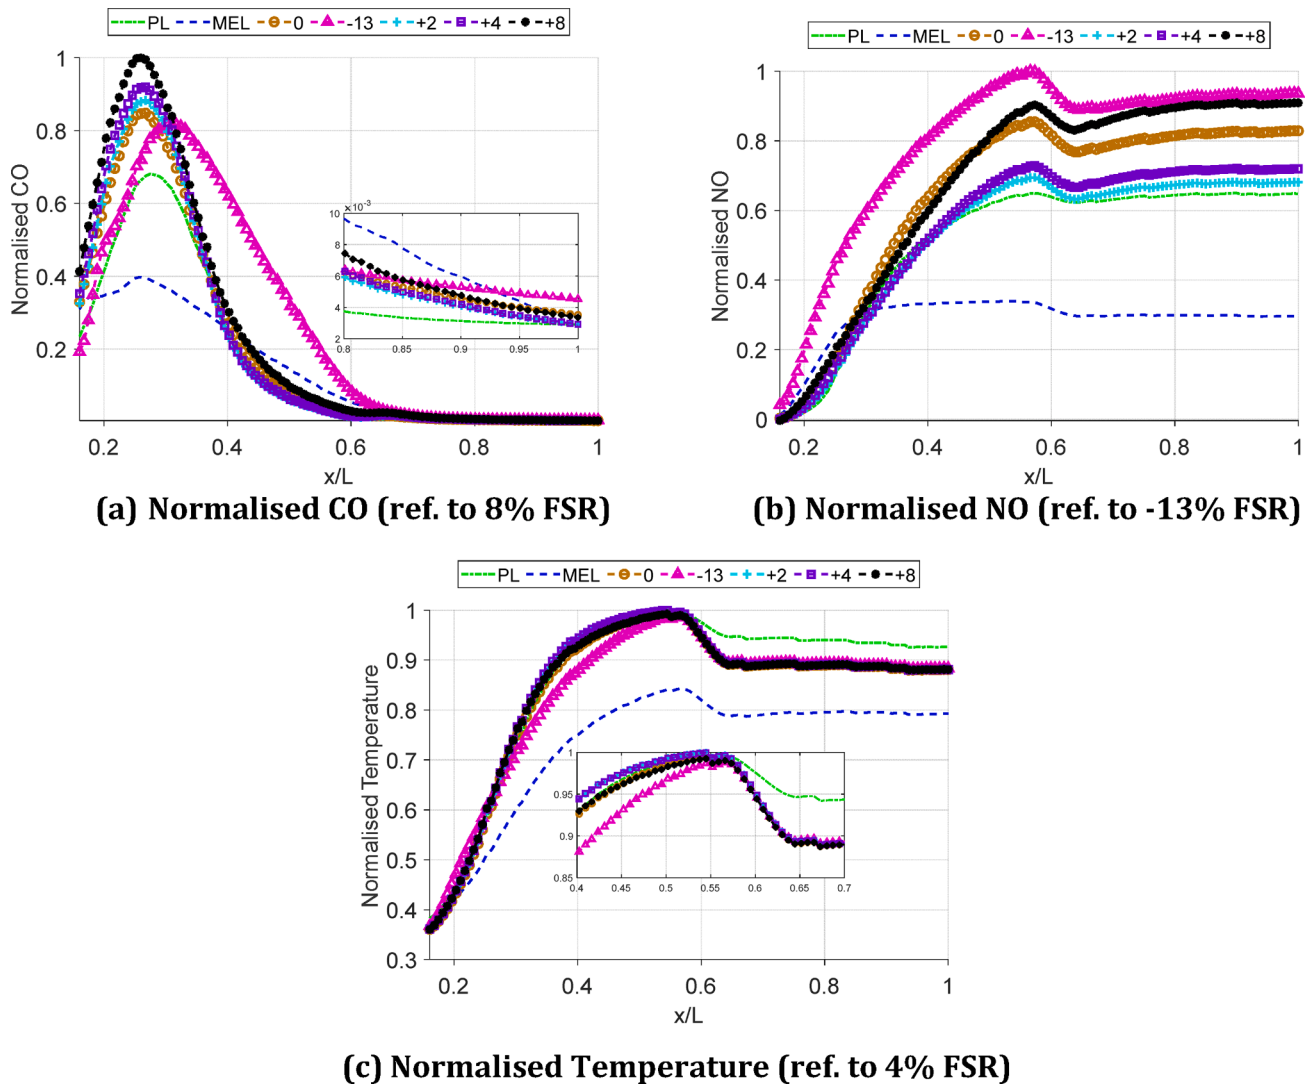 PL MEL 0 -13 +2 +4 +8
1
0.8
0.6
0.4
0.2
Normalised CO
×10⁻³
10
8
6
4
2
0.8 0.85 0.9 0.95 1
0.2 0.4 0.6 0.8 1
x/L
(a) Normalised CO (ref. to 8% FSR)
PL MEL 0 -13 +2 +4 +8
1
0.8
0.6
0.4
0.2
0
Normalised NO
0.2 0.4 0.6 0.8 1
x/L
(b) Normalised NO (ref. to -13% FSR)
PL MEL 0 -13 +2 +4 +8
1
0.9
0.8
0.7
0.6
0.5
0.4
0.3
Normalised Temperature
1
0.95
0.9
0.85
0.4 0.45 0.5 0.55 0.6 0.65 0.7
0.2 0.4 0.6 0.8 1
x/L
(c) Normalised Temperature (ref. to 4% FSR)